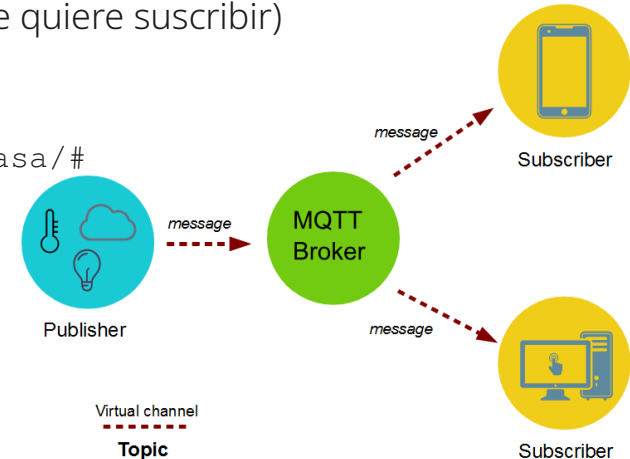 e quiere suscribir)
asa/#
message
Subscriber
message
MQTT
Broker
Publisher
message
Virtual channel
Topic
Subscriber